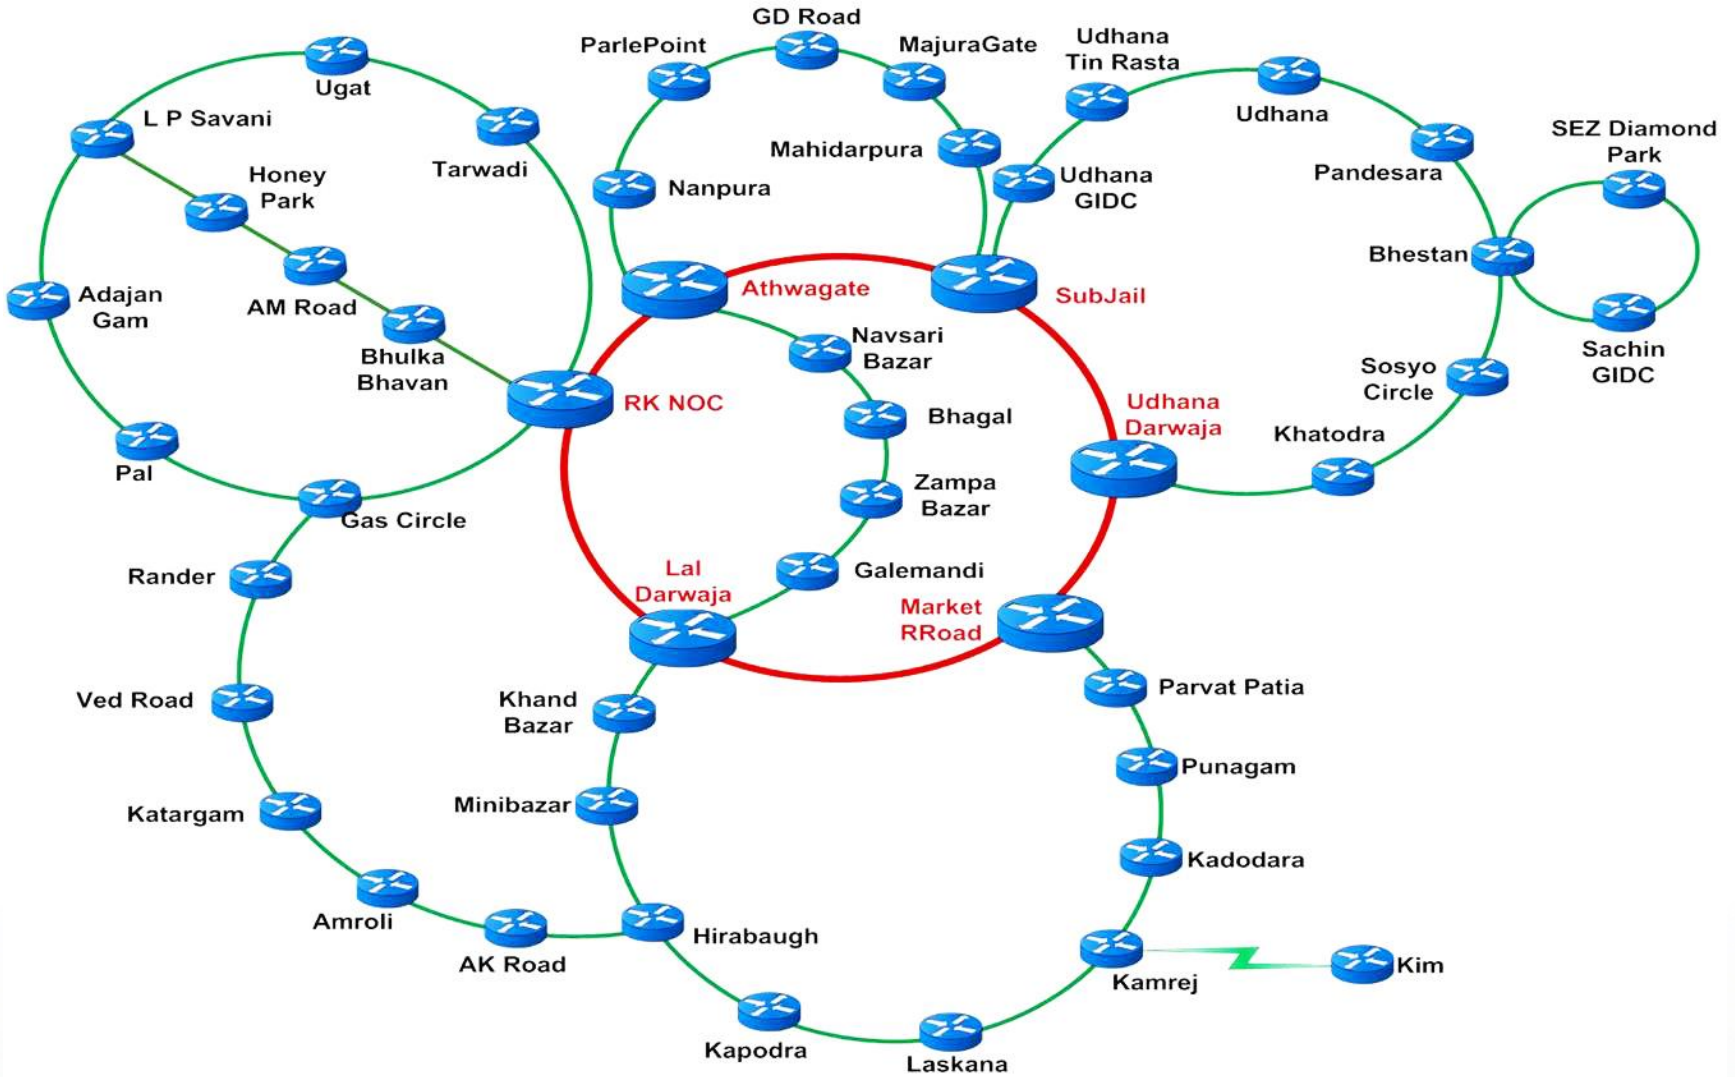 GD Road
ParlePoint
MajuraGate
Udhana
Tin Rasta
Ugat
Udhana
L P Savani
SEZ Diamond
Park
Mahidarpura
Tarwadi
Pandesara
Honey
Park
Nanpura
Udhana
GIDC
Bhestan
Adajan
Gam
AM Road
Athwagate
SubJail
Navsari
Bazar
Sachin
GIDC
Bhulka
Bhavan
Sosyo
Circle
RK NOC
Udhana
Darwaja
Bhagal
Khatodra
Pal
Zampa
Bazar
Gas Circle
Rander
Lal
Darwaja
Galemandi
Market
RRoad
Ved Road
Khand
Bazar
Parvat Patia
Punagam
Katargam
Minibazar
Kadodara
Amroli
AK Road
Hirabaugh
Kamrej
Kim
Kapodra
Laskana